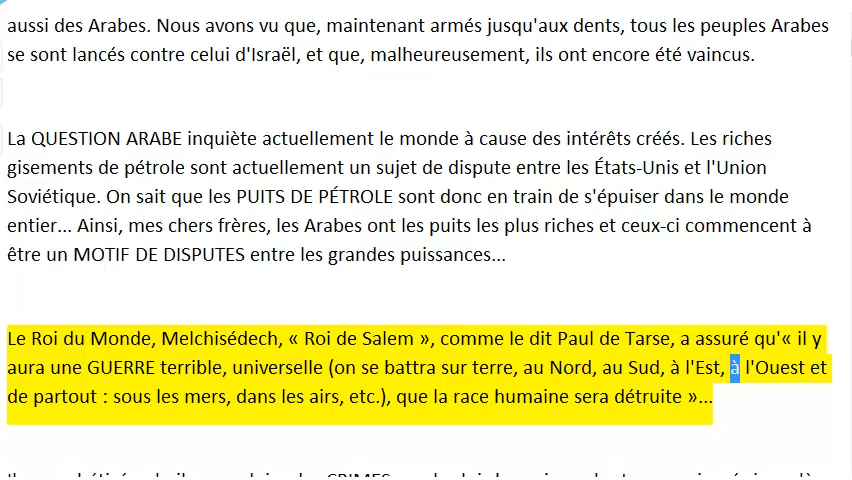 aussi des Arabes. Nous avons vu que, maintenant armés jusqu'aux dents, tous les peuples Arabes
se sont lancés contre celui d'Israël, et que, malheureusement, ils ont encore été vaincus.
La QUESTION ARABE inquiète actuellement le monde à cause des intérêts créés. Les riches
gisements de pétrole sont actuellement un sujet de dispute entre les États-Unis et l'Union
Soviétique. On sait que les PUITS DE PÉTROLE sont donc en train de s'épuiser dans le monde
entier... Ainsi, mes chers frères, les Arabes ont les puits les plus riches et ceux-ci commencent à
être un MOTIF DE DISPUTES entre les grandes puissances...
Le Roi du Monde, Melchisédech, « Roi de Salem », comme le dit Paul de Tarse, a assuré qu'« il y
aura une GUERRE terrible, universelle (on se battra sur terre, au Nord, au Sud, à l'Est, à l'Ouest et
de partout : sous les mers, dans les airs, etc.), que la race humaine sera détruite »...